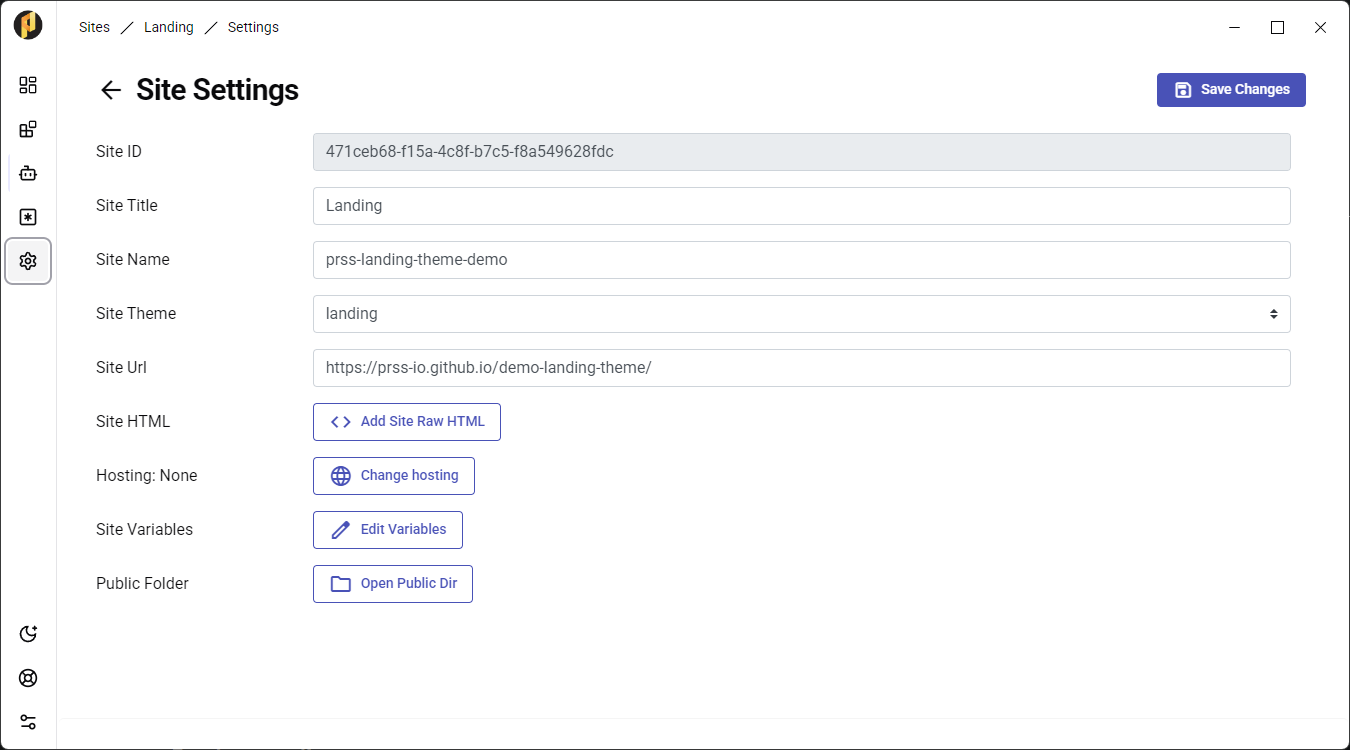 Sites / Landing / Settings
Site Settings
Save Changes
Site ID
471ceb68-f15a-4c8f-b7c5-f8a549628fdc
Site Title
Landing
Site Name
prss-landing-theme-demo
Site Theme
landing
Site Url
https://prss-io.github.io/demo-landing-theme/
Site HTML
Add Site Raw HTML
Hosting: None
Change hosting
Site Variables
Edit Variables
Public Folder
Open Public Dir